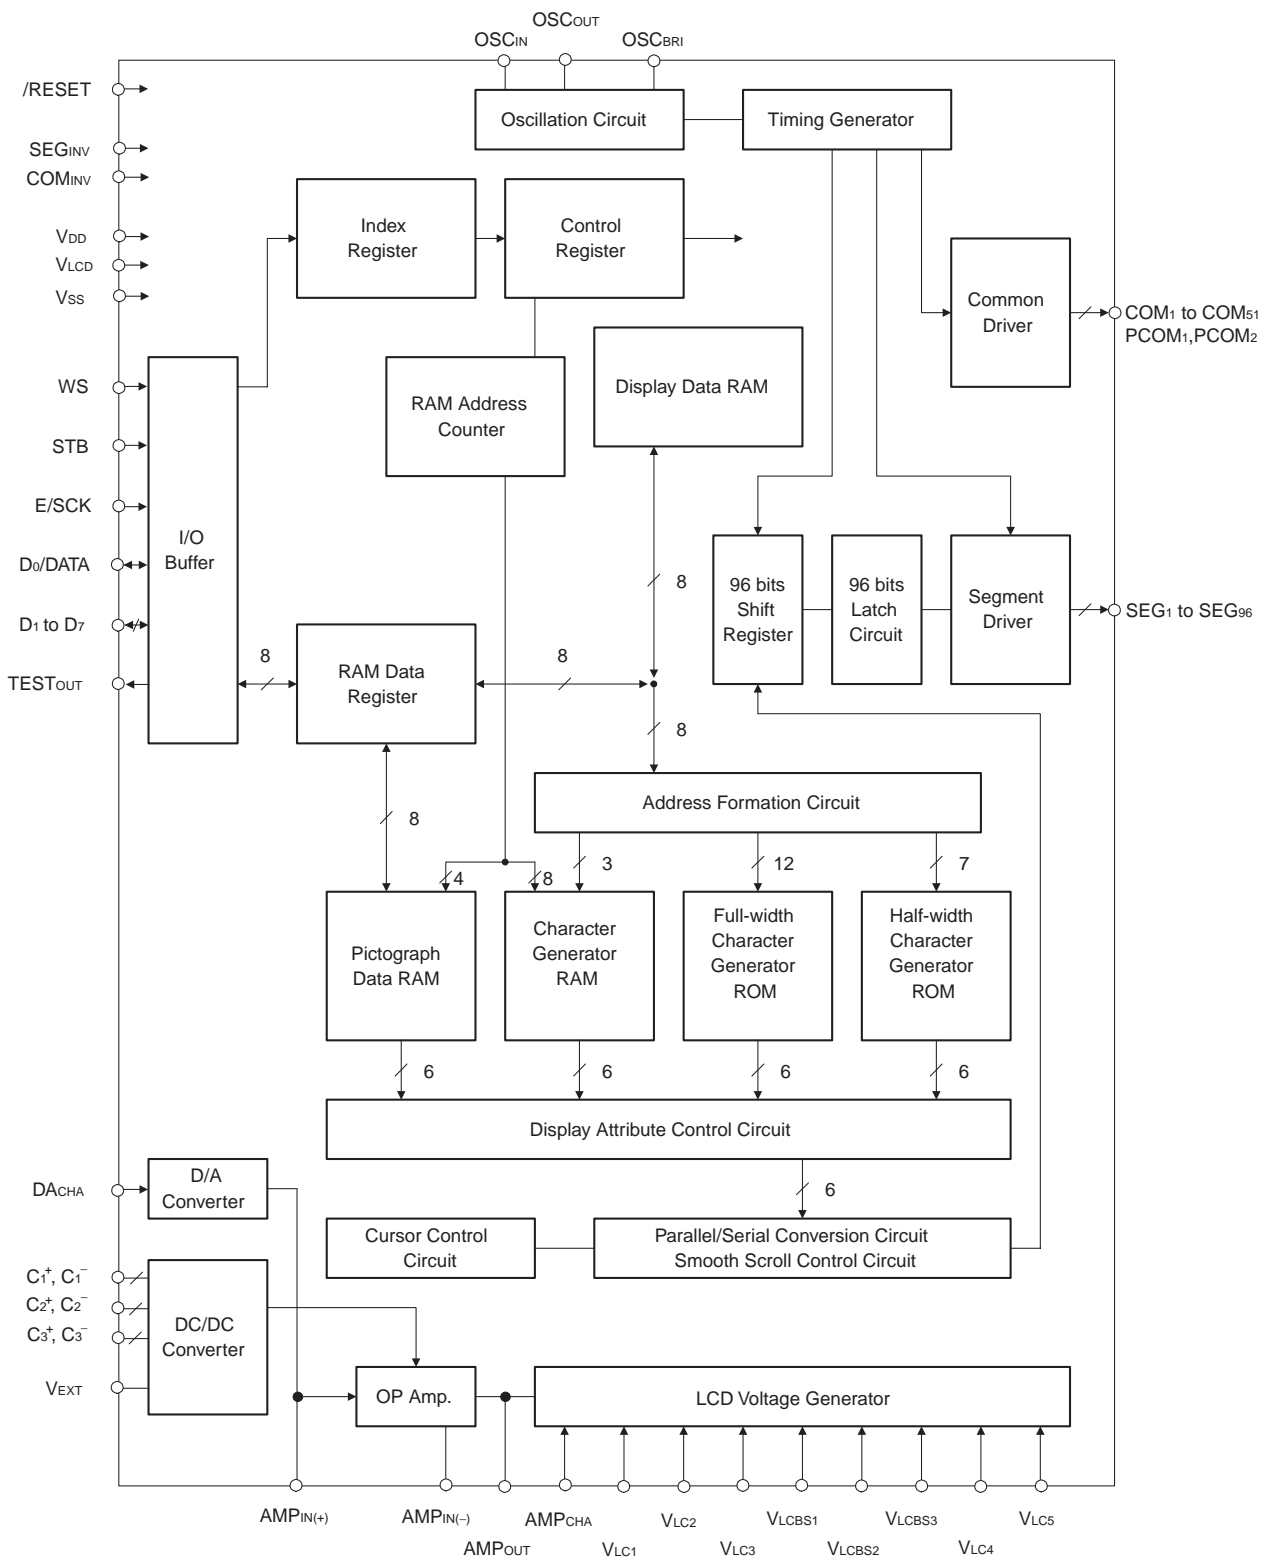 OSCOUT
OSCIN
OSCBRI
/RESET
Oscillation Circuit
Timing Generator
SEGINV
COMINV
Index
Register
Control
Register
VDD
VLCD
VSS
Common
Driver
COM1 to COM51
PCOM1,PCOM2
WS
RAM Address
Counter
Display Data RAM
STB
E/SCK
I/O
Buffer
D0/DATA
8
96 bits
Shift
Register
96 bits
Latch
Circuit
Segment
Driver
SEG1 to SEG96
D1 to D7
8
RAM Data
Register
8
TESTOUT
8
Address Formation Circuit
8
3
12
7
4
8
Pictograph
Data RAM
Character
Generator
RAM
Full-width
Character
Generator
ROM
Half-width
Character
Generator
ROM
6
6
6
6
Display Attribute Control Circuit
DACHA
D/A
Converter
6
Cursor Control
Circuit
Parallel/Serial Conversion Circuit
Smooth Scroll Control Circuit
C1+, C1–
C2+, C2–
C3+, C3–
DC/DC
Converter
VEXT
OP Amp.
LCD Voltage Generator
AMPIN(+)
AMPIN(–)
AMPOUT
AMPCHA
VLC1
VLC2
VLC3
VLCBS1
VLCBS2
VLCBS3
VLC4
VLC5